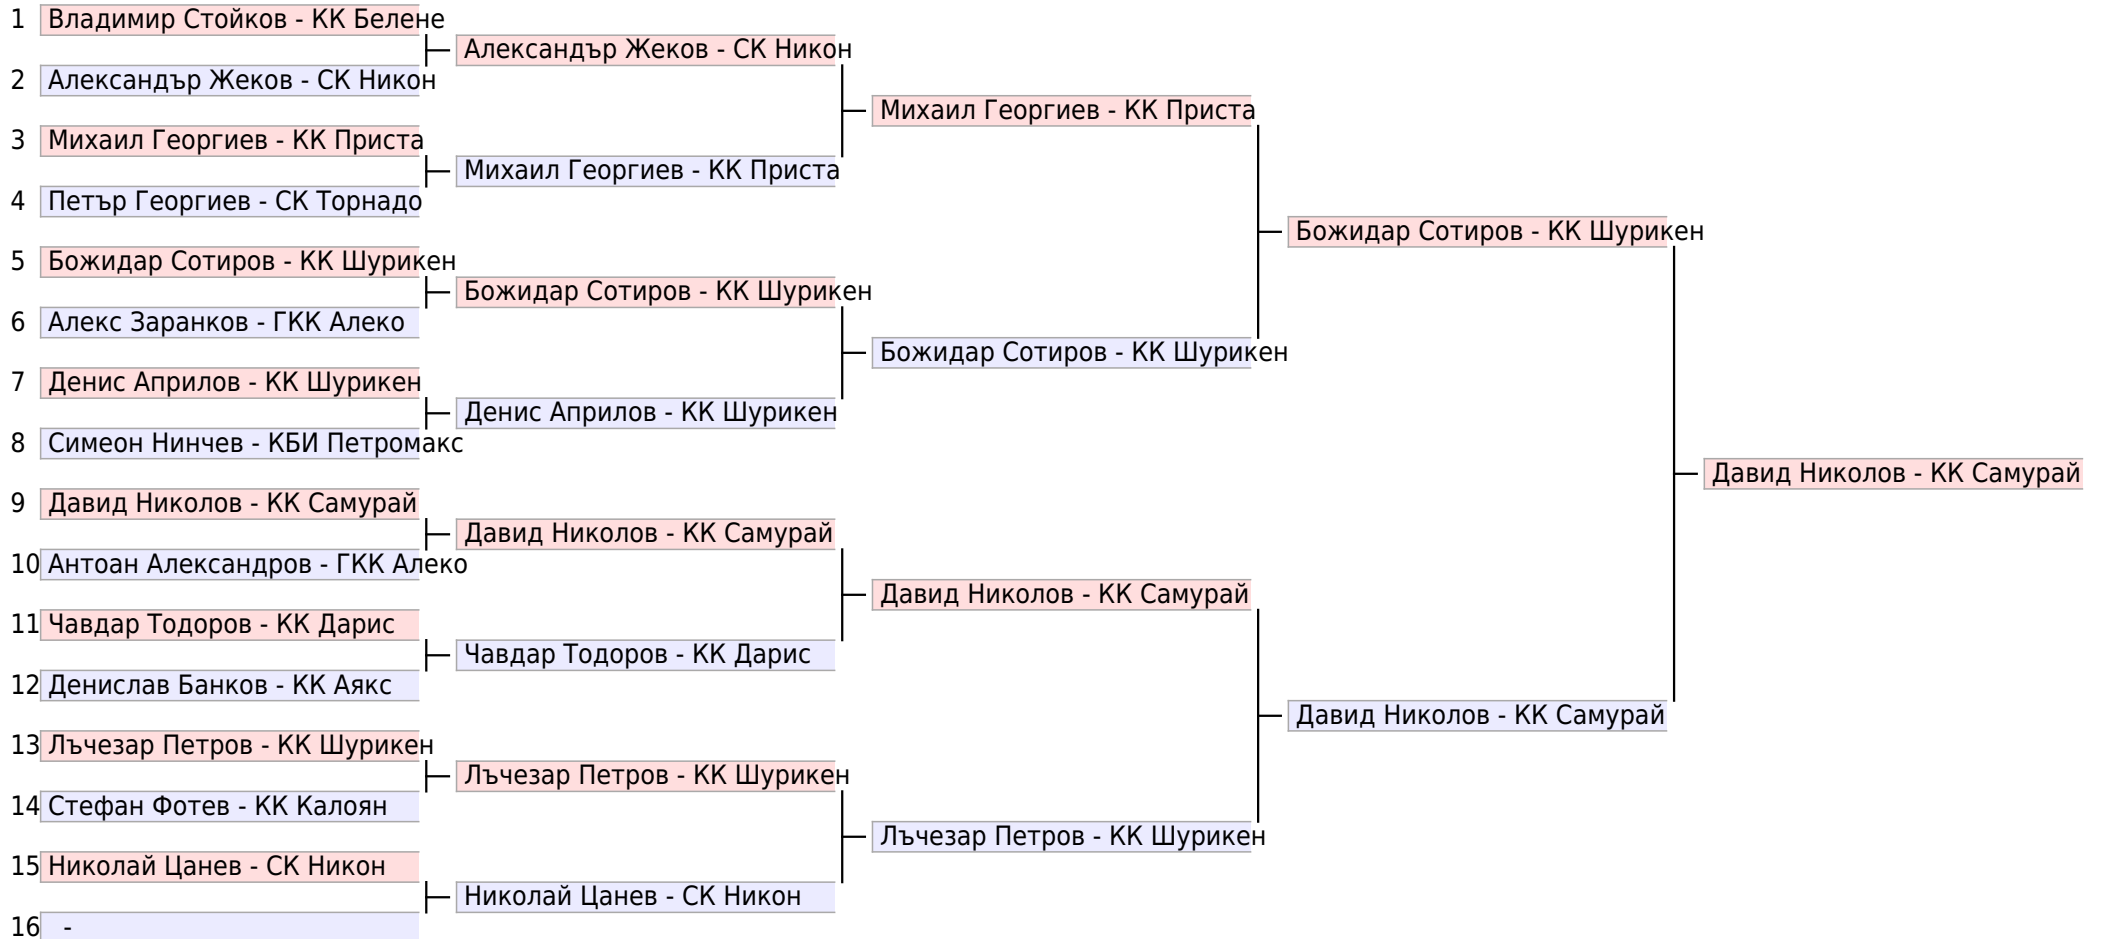 1 Владимир Стойков - КК Белене
Александър Жеков - СК Никон
2 Александър Жеков - СК Никон
Михаил Георгиев - КК Приста
3 Михаил Георгиев - КК Приста
Михаил Георгиев - КК Приста
4 Петър Георгиев - СК Торнадо
Божидар Сотиров - КК Шурикен
5 Божидар Сотиров - КК Шурикен
Божидар Сотиров - КК Шурикен
6 Алекс Заранков - ГКК Алеко
Божидар Сотиров - КК Шурикен
7 Денис Априлов - КК Шурикен
Денис Априлов - КК Шурикен
8 Симеон Нинчев - КБИ Петромакс
Давид Николов - КК Самурай
9 Давид Николов - КК Самурай
Давид Николов - КК Самурай
10 Антоан Александров - ГКК Алеко
Давид Николов - КК Самурай
11 Чавдар Тодоров - КК Дарис
Чавдар Тодоров - КК Дарис
12 Денислав Банков - КК Аякс
Давид Николов - КК Самурай
13 Лъчезар Петров - КК Шурикен
Лъчезар Петров - КК Шурикен
14 Стефан Фотев - КК Калоян
Лъчезар Петров - КК Шурикен
15 Николай Цанев - СК Никон
Николай Цанев - СК Никон
16 -